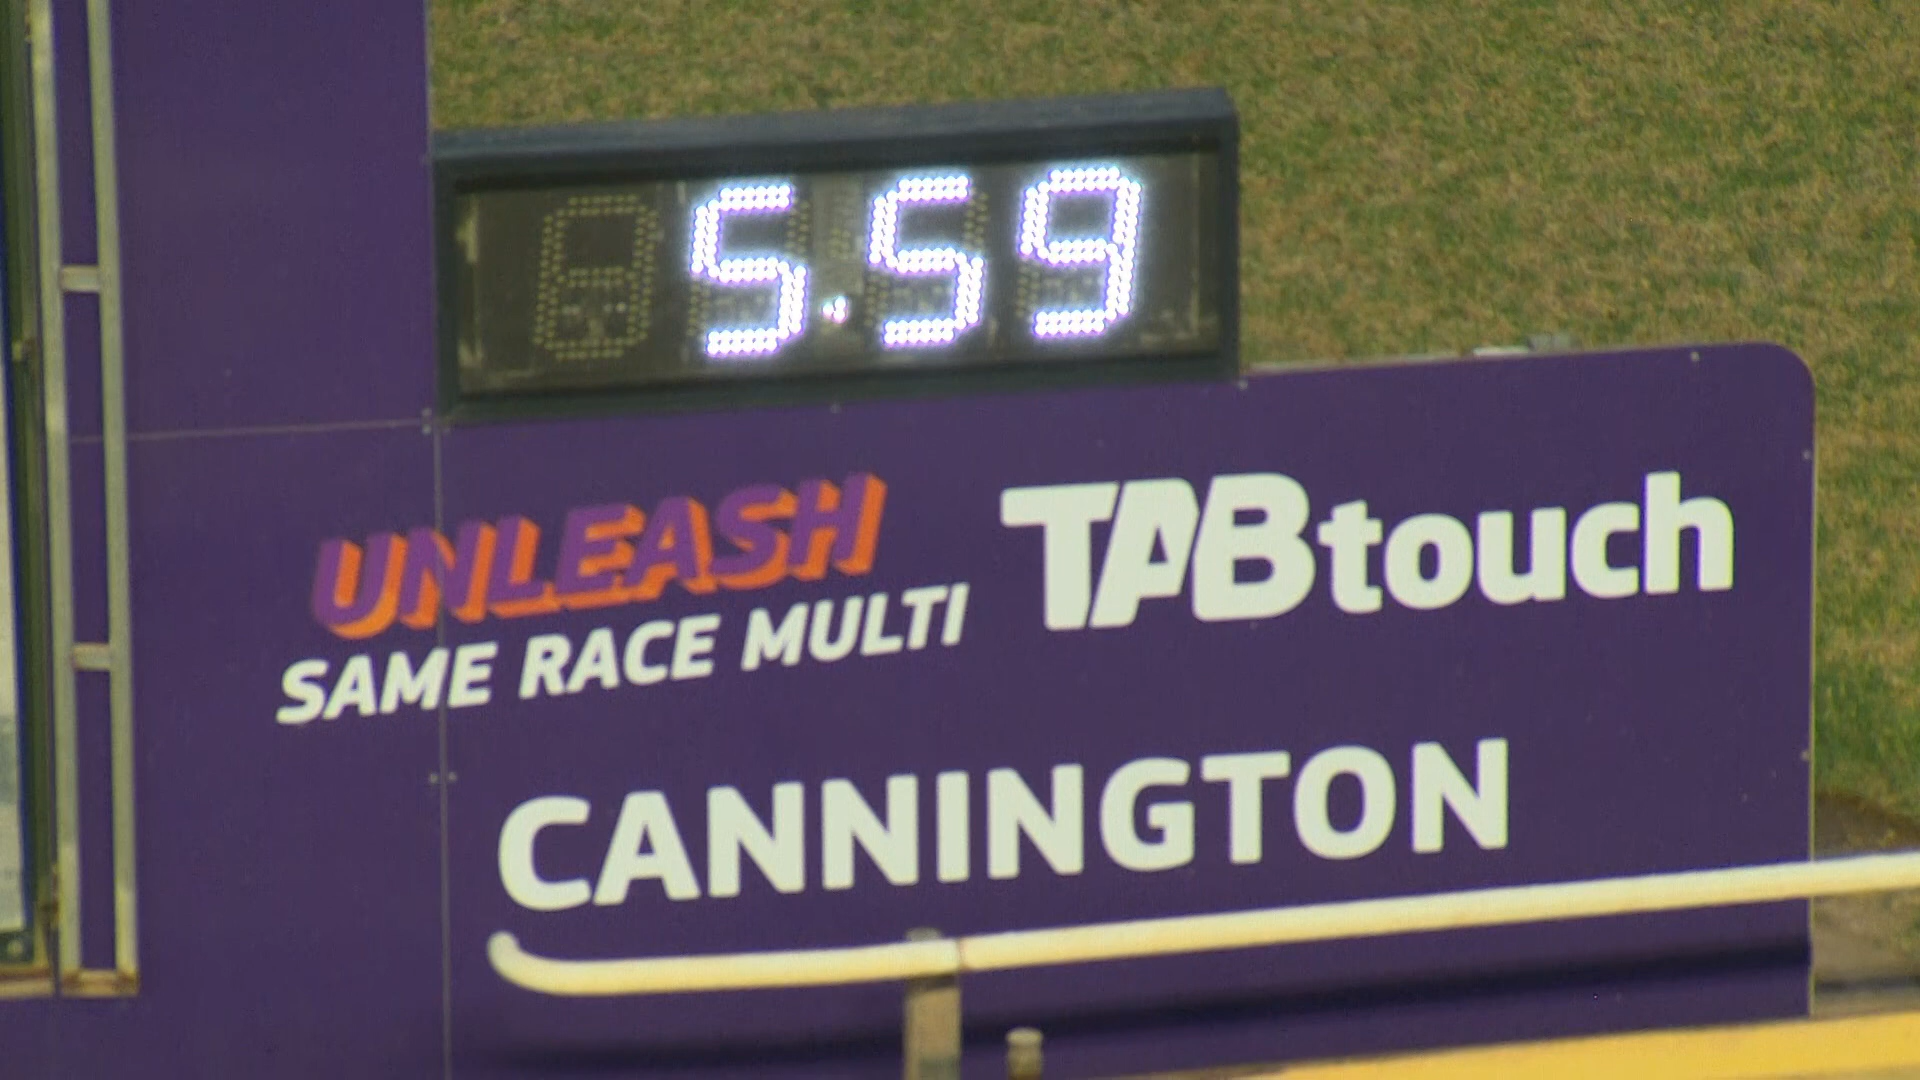 5.59
UNLEASH
SAME RACE MULTI
TABtouch
CANNINGTON